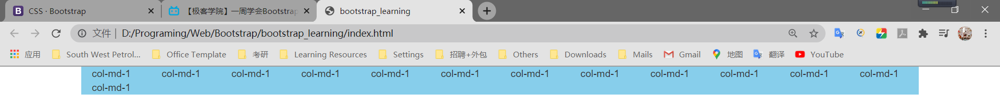 CSS · Bootstrap
【极客学院】一周学会Bootstrap
bootstrap_learning
文件 | D:/Programing/Web/Bootstrap/bootstrap_learning/index.html
应用 South West Petrol... Office Template 考研 Learning Resources Settings 招聘+外包 Others Downloads Mails Gmail 地图 翻译 YouTube
col-md-1 col-md-1 col-md-1 col-md-1 col-md-1 col-md-1 col-md-1 col-md-1 col-md-1 col-md-1 col-md-1 col-md-1
col-md-1